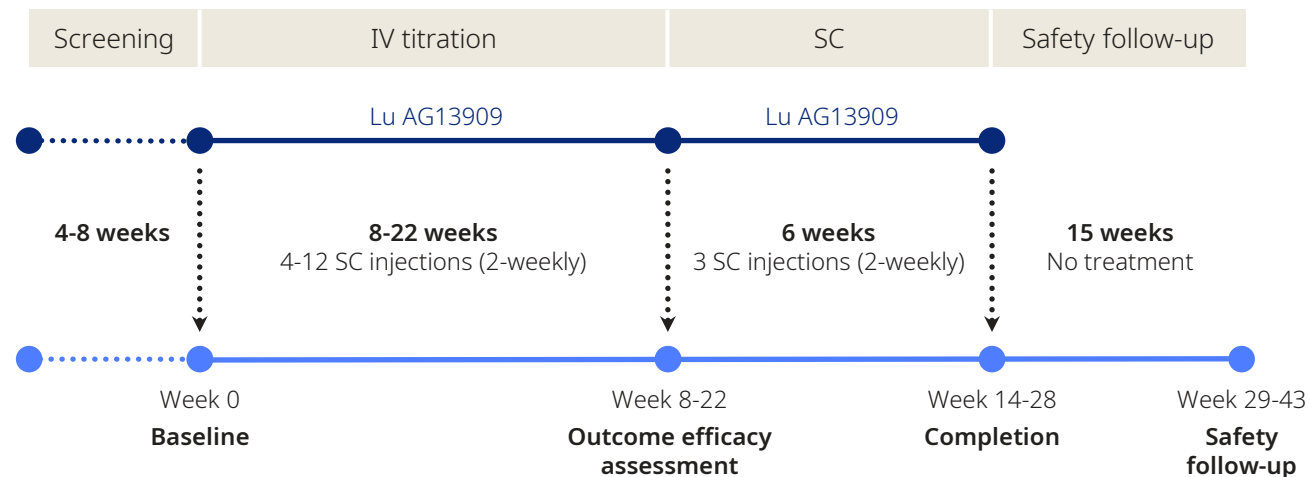 Screening
IV titration
SC
Safety follow-up
Lu AG13909
Lu AG13909
4-8 weeks
8-22 weeks
4-12 SC injections (2-weekly)
6 weeks
3 SC injections (2-weekly)
15 weeks
No treatment
Week 0
Baseline
Week 8-22
Outcome efficacy
assessment
Week 14-28
Completion
Week 29-43
Safety
follow-up